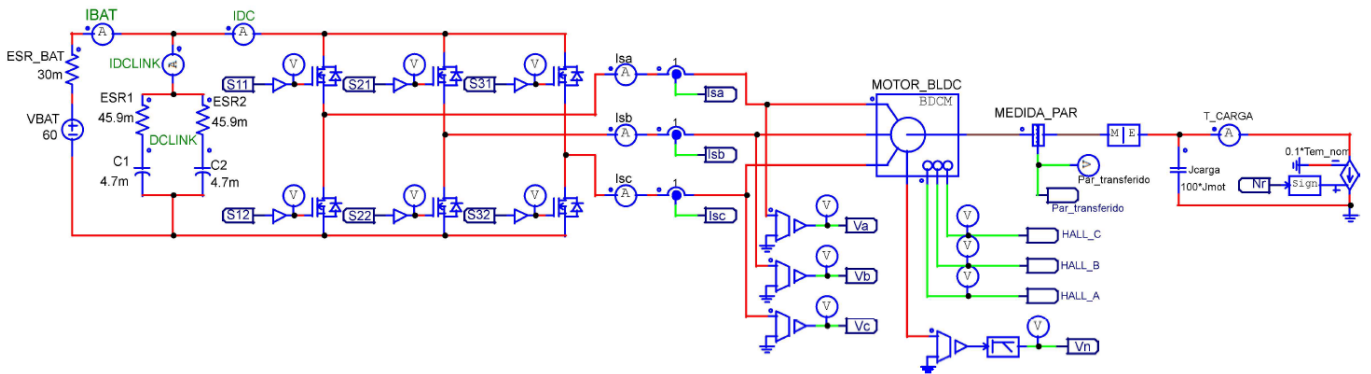 IBAT
A
IDC
A
ESR_BAT
30m
IDCLINK
A
ESR1
45.9m
ESR2
45.9m
DCLINK
VBAT
60
C1
4.7m
C2
4.7m
V
S11
V
S21
V
S31
V
S12
V
S22
V
S32
Isa
A
1
Isa
Isb
A
1
Isb
Isc
A
1
Isc
MOTOR_BLDC
BDCM
MEDIDA_PAR
V
Par_transferido
Par_transferido
M E
T_CARGA
A
Jcarga
100*Jmot
0.1*Tem_nom
Nr
Sign
V
Va
V
Vb
V
Vc
V
HALL_C
V
HALL_B
V
HALL_A
V
Vn